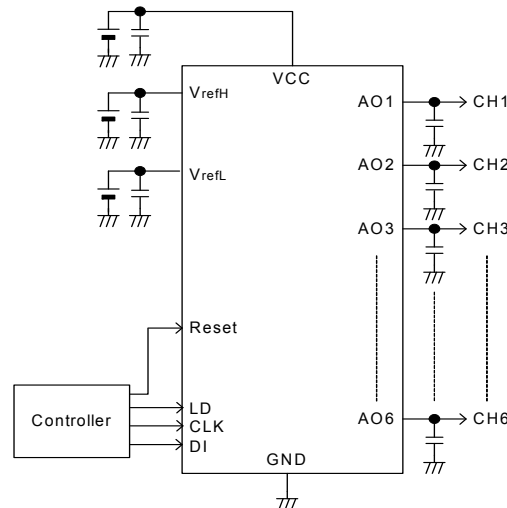 VCC
VrefH
AO1
CH1
AO2
CH2
VrefL
AO3
CH3
Reset
Controller
LD
CLK
DI
AO6
CH6
GND